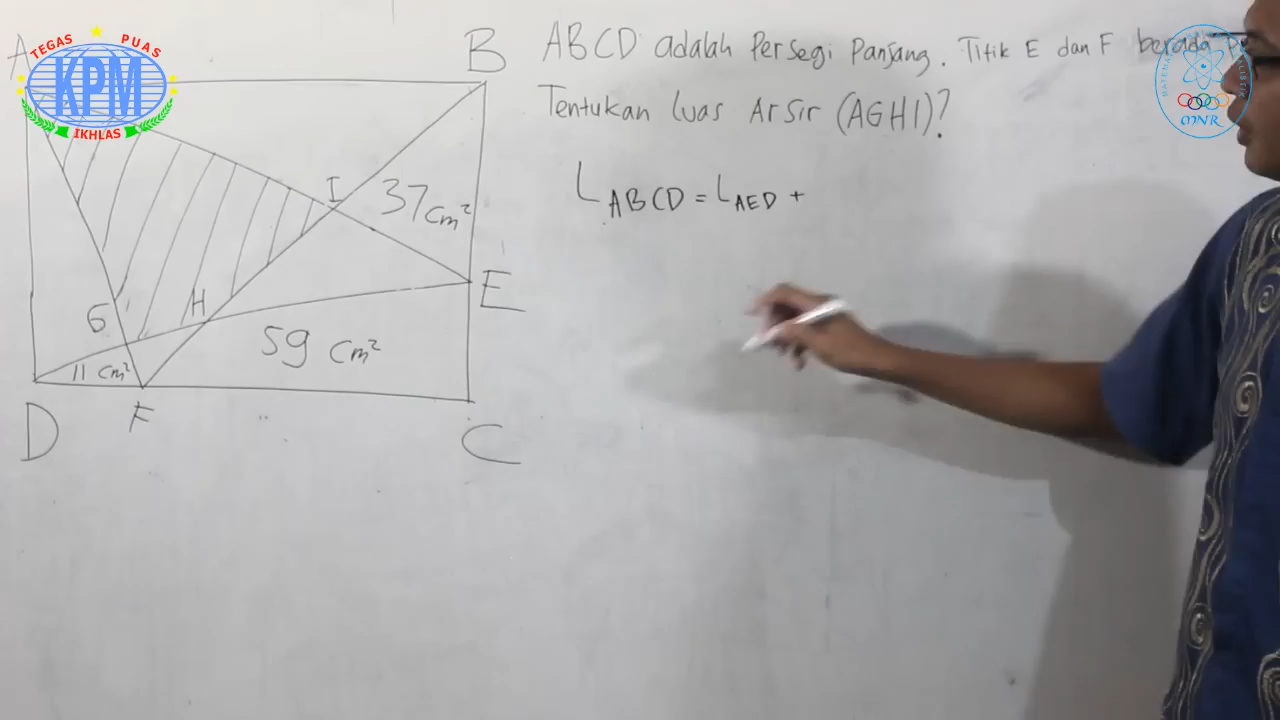 TEGAS PUAS
KPM
IKHLAS
A
B
ABCD adalah Persegi Panjang. Titik E dan F berada
Tentukan luas Arsir (AGHI)?
L ABCD = L AED +
I
37 cm²
E
G
H
59 cm²
11 cm²
D
F
C